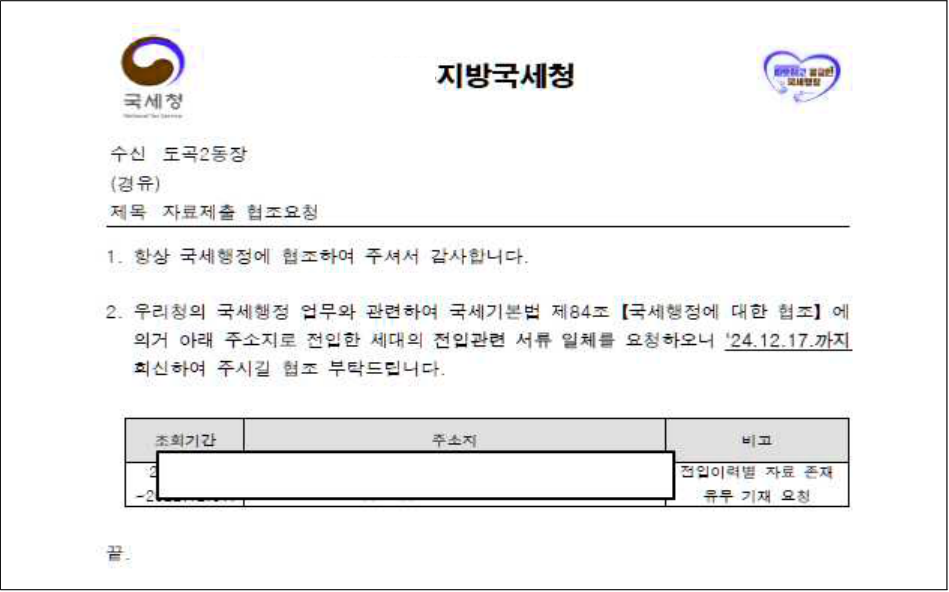 국세청
National Tax Service
지방국세청
따뜻하고 공정한
국세행정
수신 도곡2동장
(경유)
제목 자료제출 협조요청
1. 항상 국세행정에 협조하여 주셔서 감사합니다.
2. 우리청의 국세행정 업무와 관련하여 국세기본법 제84조 【국세행정에 대한 협조】에
의거 아래 주소지로 전입한 세대의 전입관련 서류 일체를 요청하오니 '24.12.17.까지
회신하여 주시길 협조 부탁드립니다.
조회기간 주소지 비고
전입이력별 자료 존재
유무 기재 요청
끝.